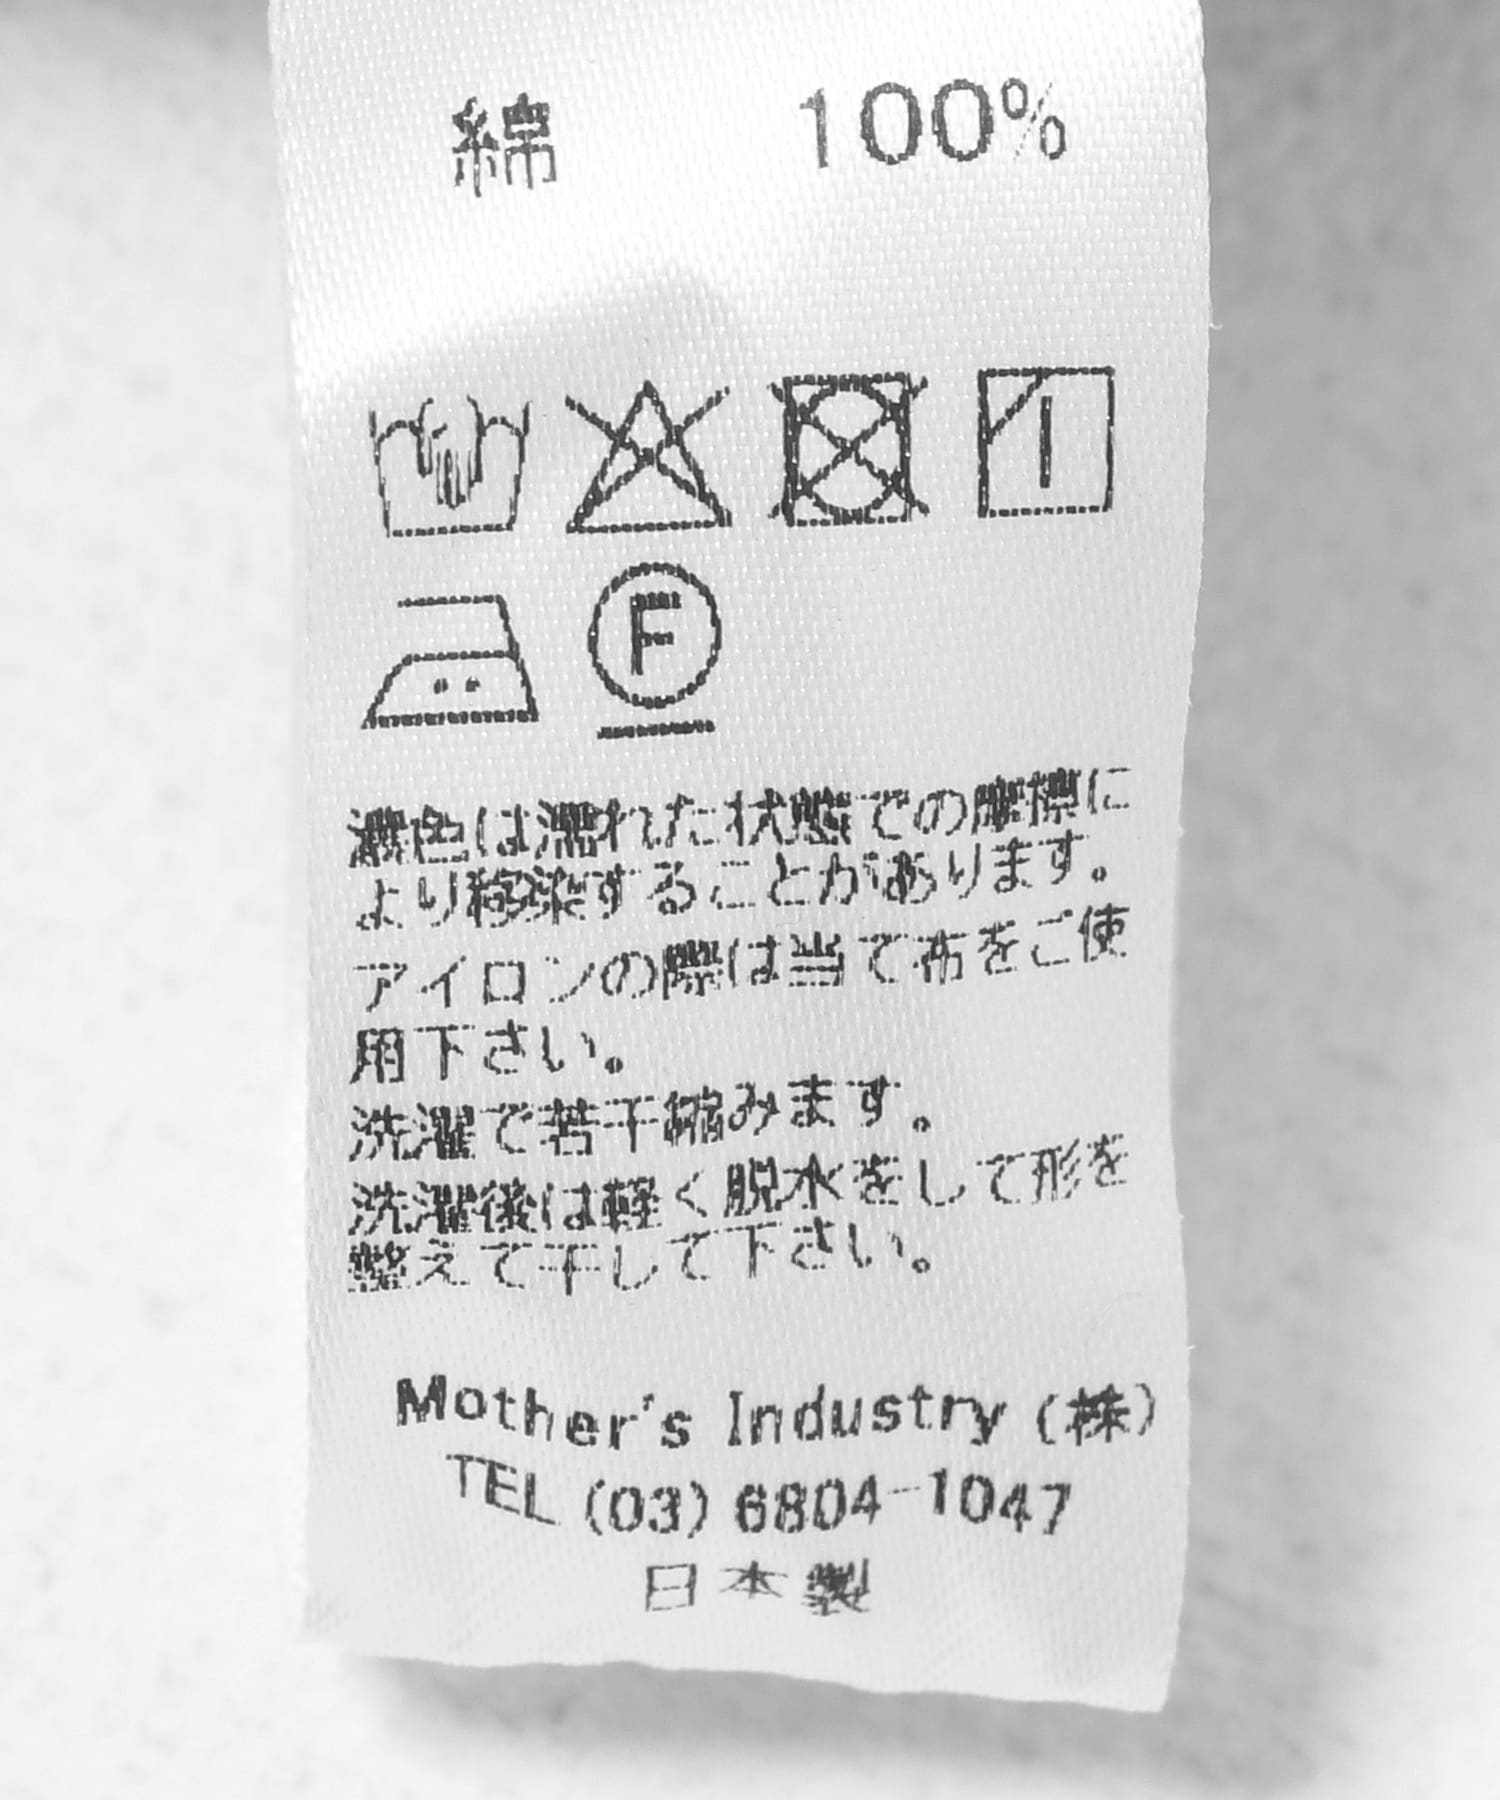 綿 100%
F
濃色は濡れた状態での摩擦に
より移染することがあります。
アイロンの際は当て布をご使
用下さい。
洗濯で若干縮みます。
洗濯後は軽く脱水をして形を
整えて干して下さい。
Mother's Industry (株)
TEL (03) 6804-1047
日本製